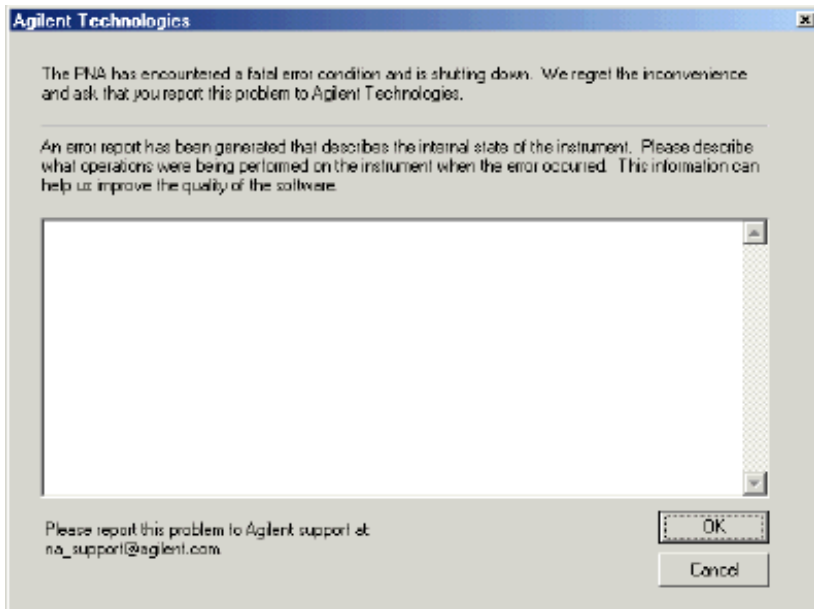 Agilent Technologies
The PNA has encountered a fatal error condition and is shutting down. We regret the inconvenience
and ask that you report this problem to Agilent Technologies.
An error report has been generated that describes the internal state of the instrument. Please describe
what operations were being performed on the instrument when the error occurred. This information can
help us improve the quality of the software.
Please report this problem to Agilent support at:
na_support@agilent.com
OK
Cancel